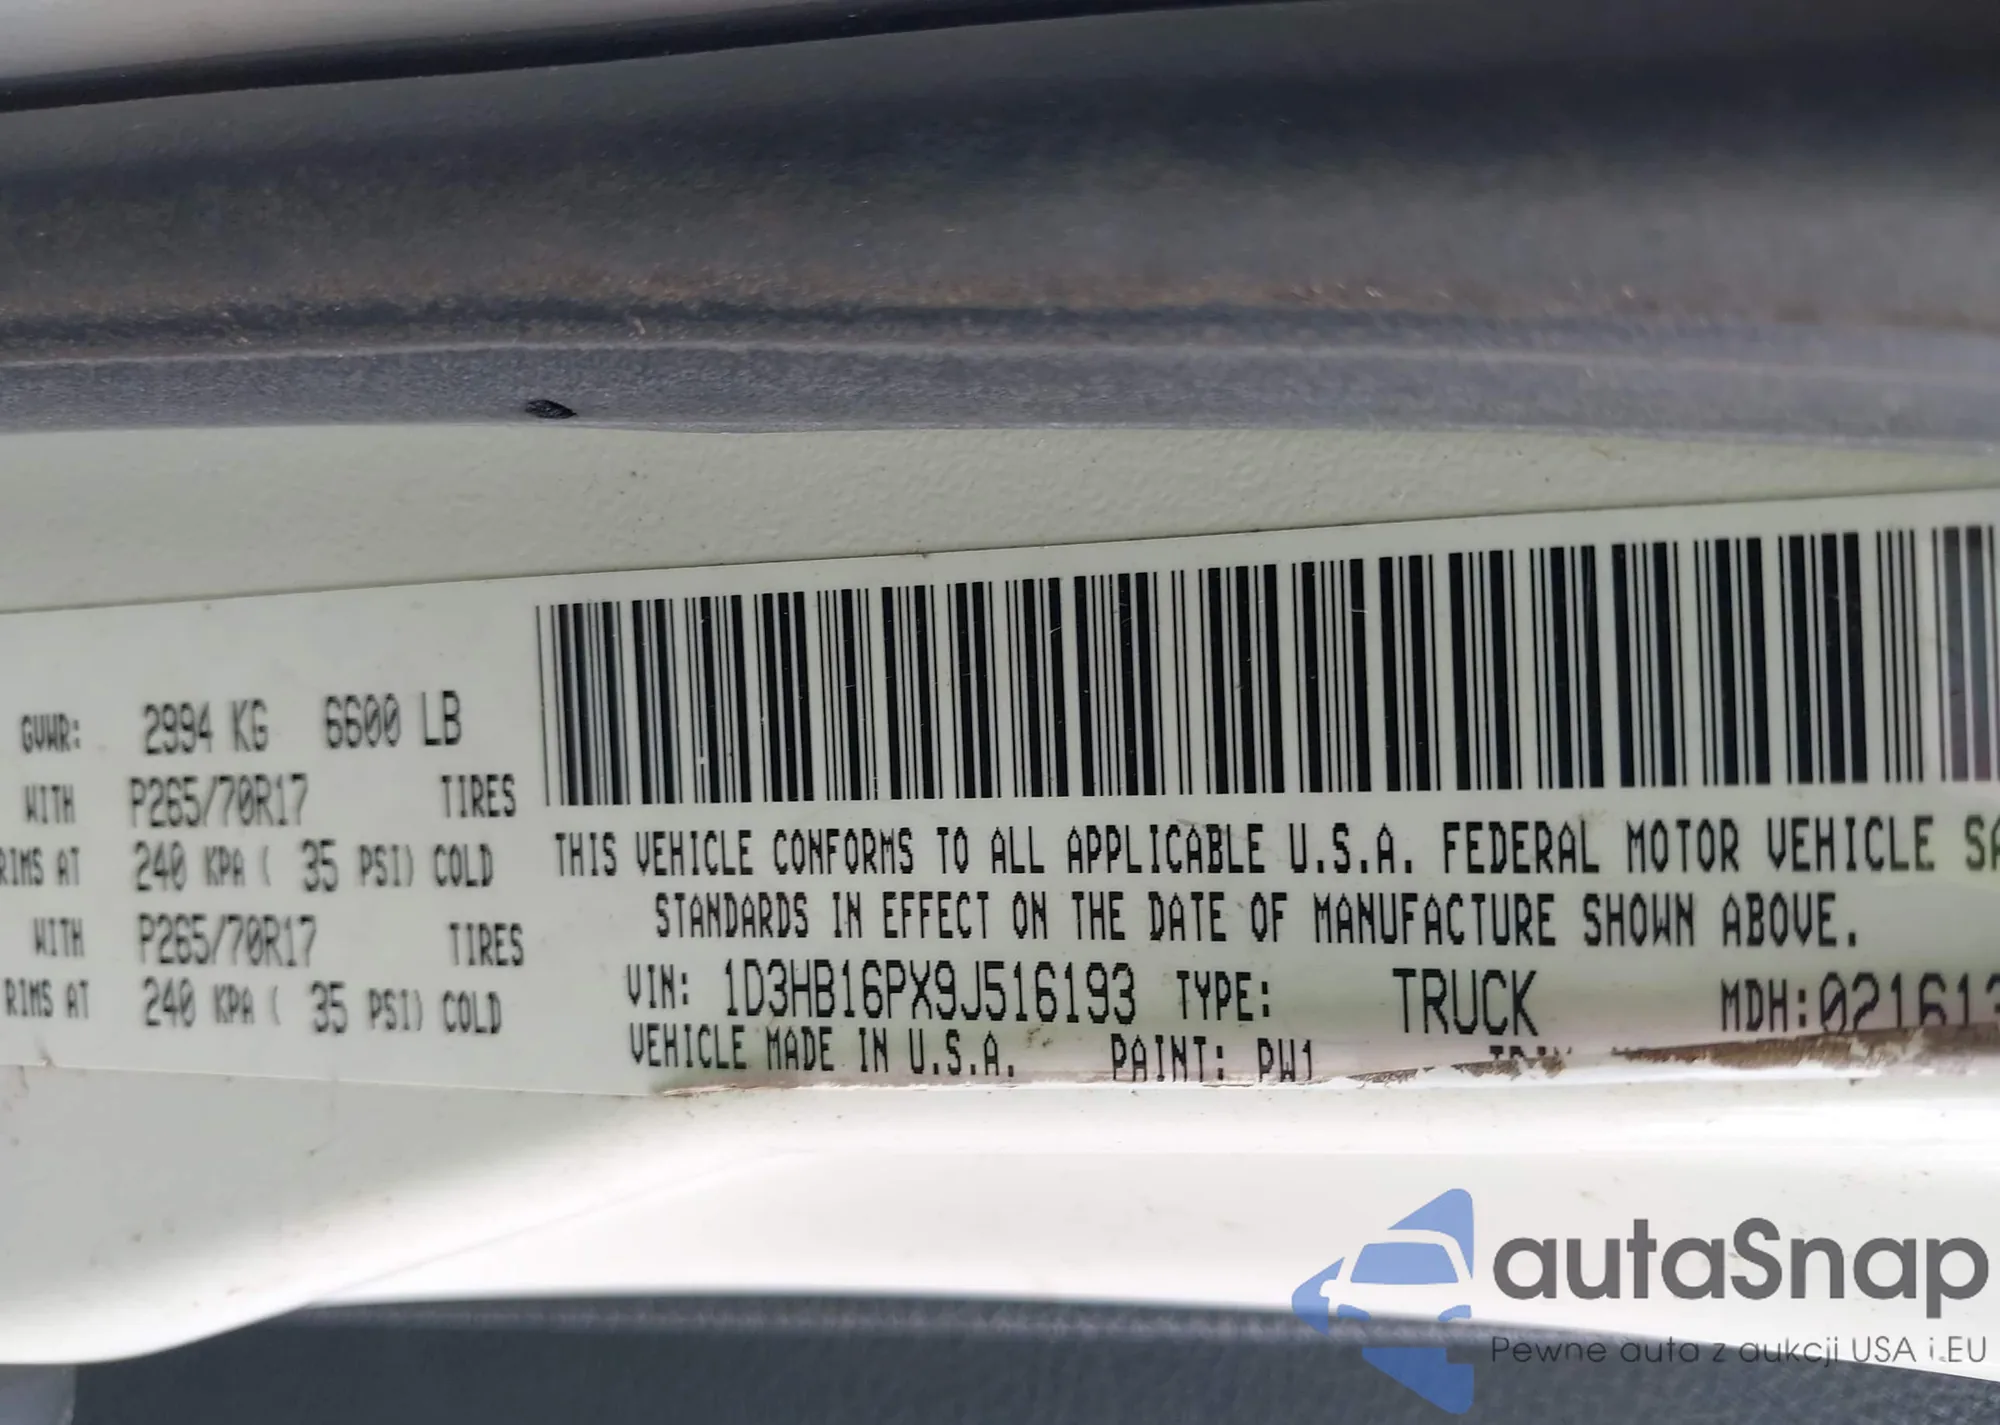 GVWR: 2994 KG 6600 LB
WITH P265/70R17 TIRES
RIMS AT 240 KPA ( 35 PSI) COLD
WITH P265/70R17 TIRES
RIMS AT 240 KPA ( 35 PSI) COLD
THIS VEHICLE CONFORMS TO ALL APPLICABLE U.S.A. FEDERAL MOTOR VEHICLE SA
STANDARDS IN EFFECT ON THE DATE OF MANUFACTURE SHOWN ABOVE.
VIN: 1D3HB16PX9J516193 TYPE: TRUCK MDH:021613
VEHICLE MADE IN U.S.A. PAINT: PW1
autaSnap
Pewne auta z aukcji USA i EU